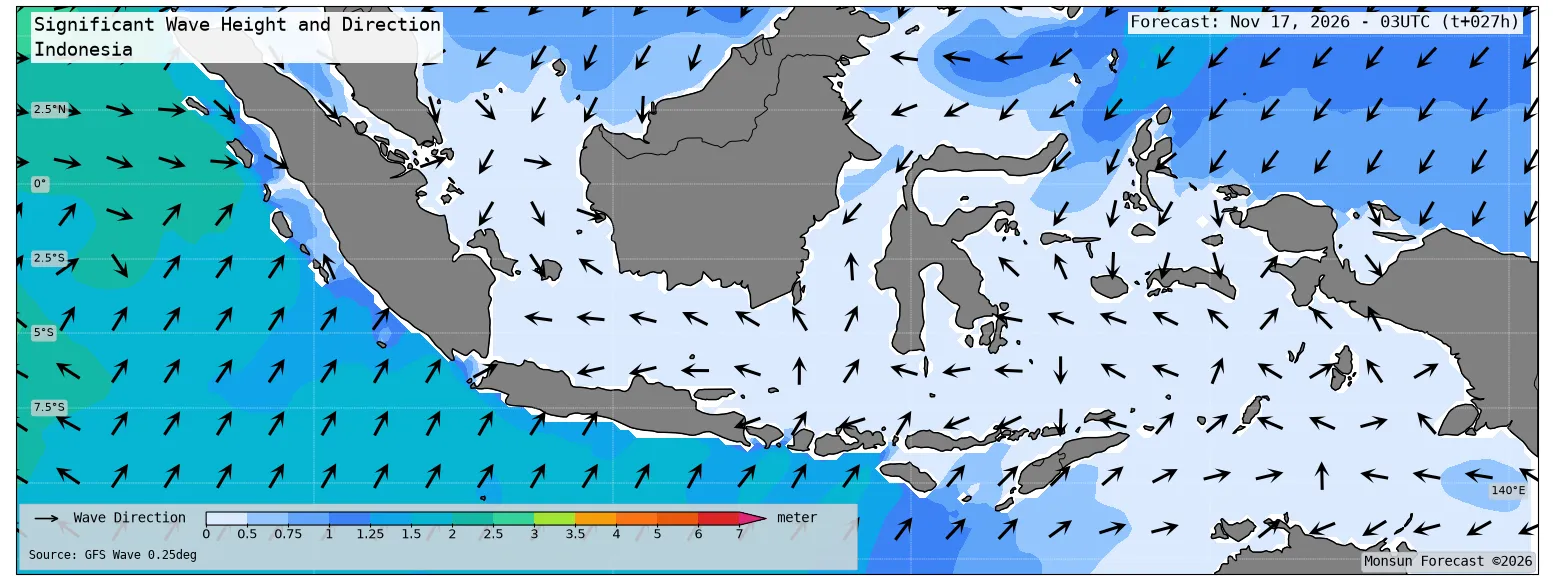 Significant Wave Height and Direction
Indonesia
Forecast: Nov 17, 2026 - 03UTC (t+027h)
2.5°N
0°
2.5°S
5°S
7.5°S
140°E
Wave Direction
0 0.5 0.75 1 1.25 1.5 2 2.5 3 3.5 4 5 6 7
meter
Source: GFS Wave 0.25deg
Monsun Forecast ©2026